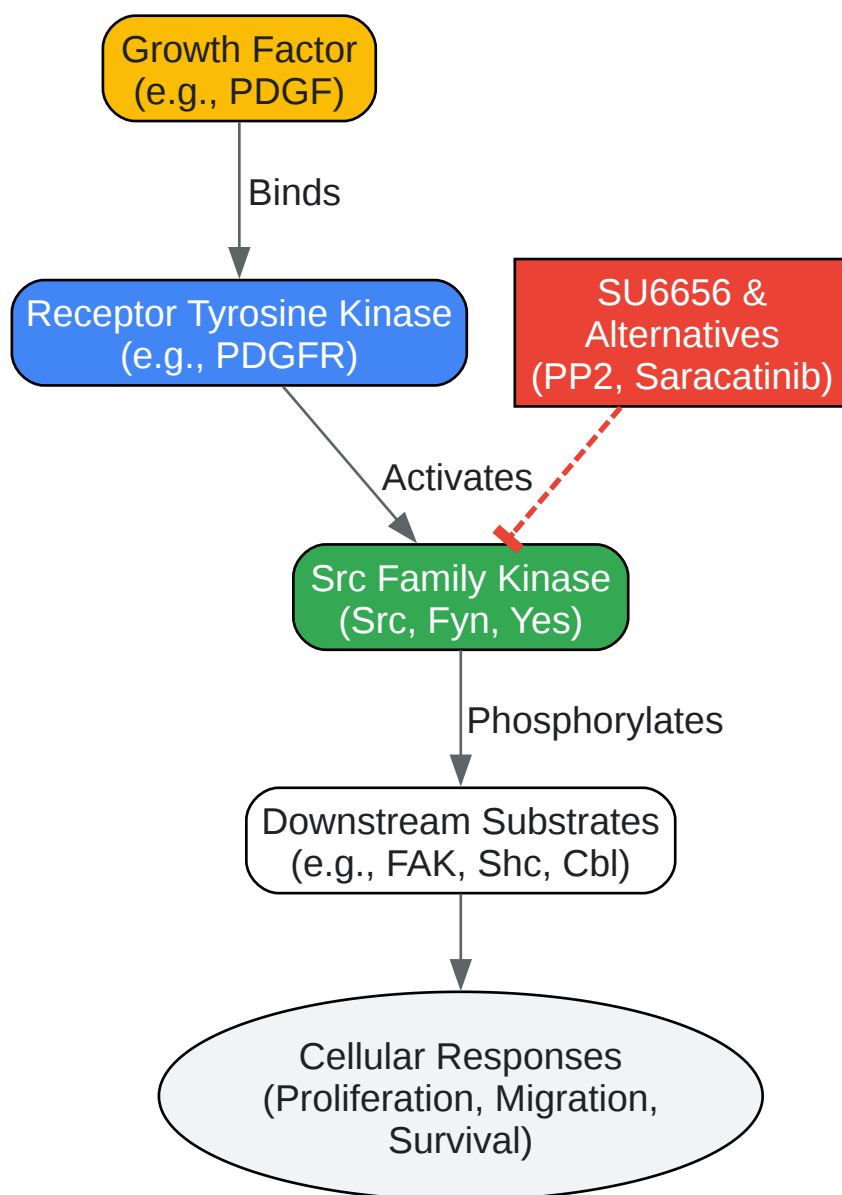 Growth Factor
(e.g., PDGF)
Binds
Receptor Tyrosine Kinase
(e.g., PDGFR)
SU6656 &
Alternatives
(PP2, Saracatinib)
Activates
Src Family Kinase
(Src, Fyn, Yes)
Phosphorylates
Downstream Substrates
(e.g., FAK, Shc, Cbl)
Cellular Responses
(Proliferation, Migration,
Survival)